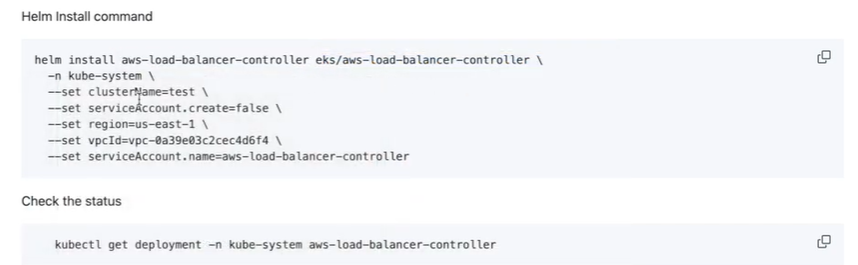 Helm Install command
helm install aws-load-balancer-controller eks/aws-load-balancer-controller \
-n kube-system \
--set clusterName=test \
--set serviceAccount.create=false \
--set region=us-east-1 \
--set vpcId=vpc-0a39e03c2cec4d6f4 \
--set serviceAccount.name=aws-load-balancer-controller
Check the status
kubectl get deployment -n kube-system aws-load-balancer-controller